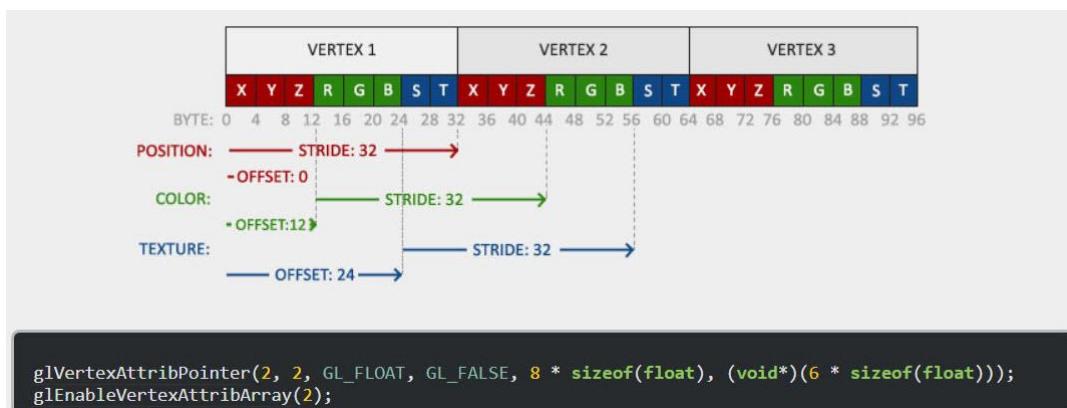 VERTEX 1 VERTEX 2 VERTEX 3
X Y Z R G B S T X Y Z R G B S T X Y Z R G B S T
BYTE: 0 4 8 12 16 20 24 28 32 36 40 44 48 52 56 60 64 68 72 76 80 84 88 92 96
POSITION: STRIDE: 32
-OFFSET: 0
COLOR: STRIDE: 32
- OFFSET:12
TEXTURE: STRIDE: 32
OFFSET: 24
glVertexAttribPointer(2, 2, GL_FLOAT, GL_FALSE, 8 * sizeof(float), (void*)(6 * sizeof(float)));
glEnableVertexAttribArray(2);